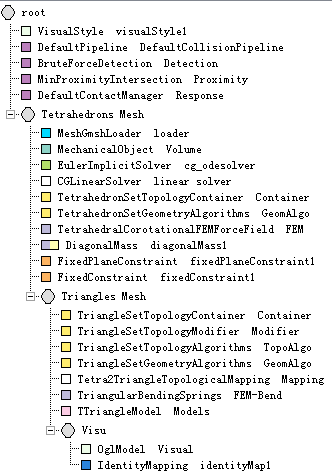 root
VisualStyle visualStyle1
DefaultPipeline DefaultCollisionPipeline
BruteForceDetection Detection
MinProximityIntersection Proximity
DefaultContactManager Response
Tetrahedrons Mesh
MeshGmshLoader loader
MechanicalObject Volume
EulerImplicitSolver cg_odesolver
CGLinearSolver linear solver
TetrahedronSetTopologyContainer Container
TetrahedronSetGeometryAlgorithms GeomAlgo
TetrahedralCorotationalFEMForceField FEM
DiagonalMass diagonalMass1
FixedPlaneConstraint fixedPlaneConstraint1
FixedConstraint fixedConstraint1
Triangles Mesh
TriangleSetTopologyContainer Container
TriangleSetTopologyModifier Modifier
TriangleSetTopologyAlgorithms TopoAlgo
TriangleSetGeometryAlgorithms GeomAlgo
Tetra2TriangleTopologicalMapping Mapping
TriangularBendingSprings FEM-Bend
TTriangleModel Models
Visu
OglModel Visual
IdentityMapping identityMap1